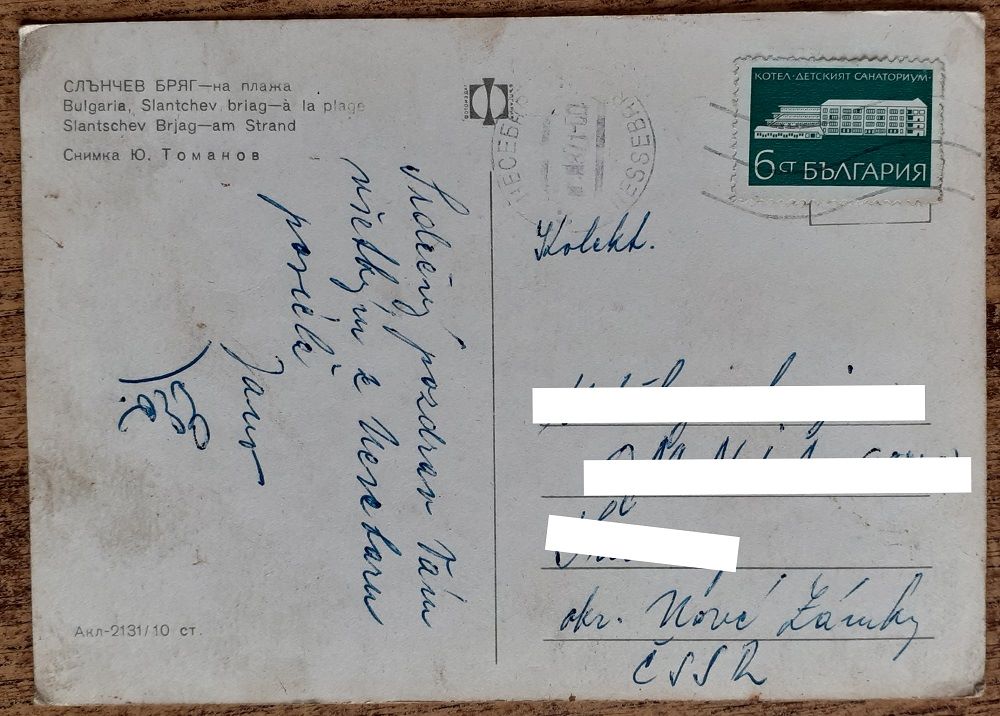 СЛЪНЧЕВ БРЯГ—на плажа
Bulgaria, Slantchev briag—à la plage
Slantschev Brjag—am Strand
Снимка Ю. Томанов
КОТЕЛ·ДЕТСКИЯТ САНАТОРИУМ·
6 СТ БЪЛГАРИЯ
НЕСЕБЪР
NESSEBAR
Srdečný pozdrav Vám
všetkým z Nesebaru
posiela
Kolekt.
okr. Nové Zámky
ČSSR
Акл-2131/10 ст.